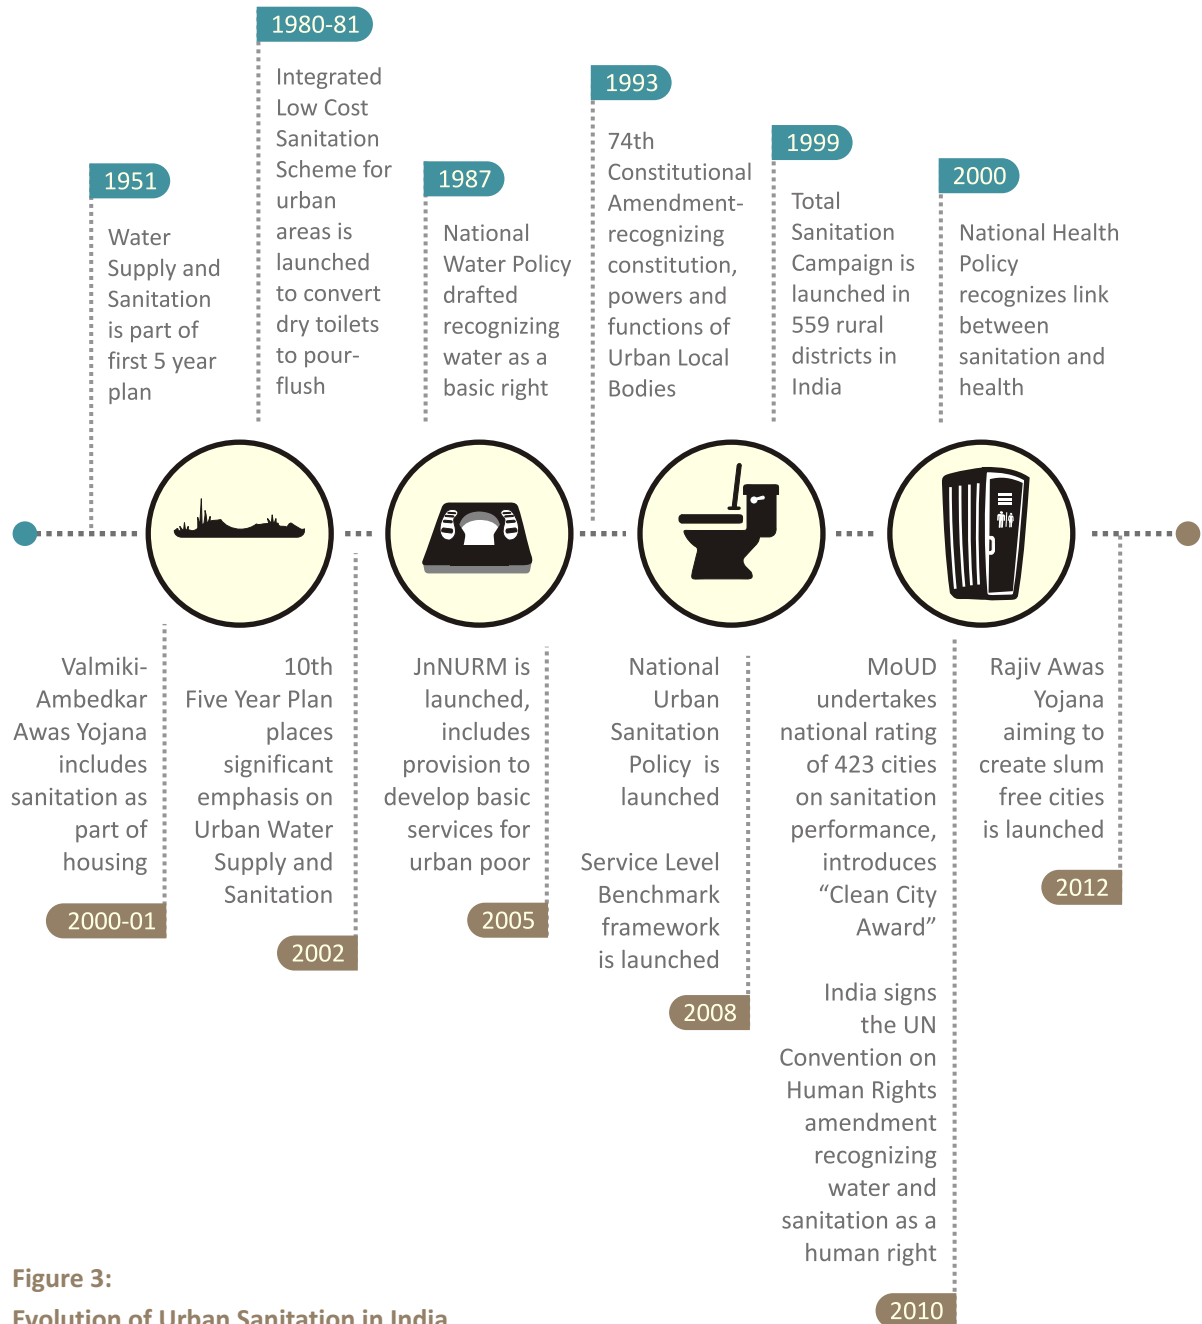 1951
Water
Supply and
Sanitation
is part of
first 5 year
plan
1980-81
Integrated
Low Cost
Sanitation
Scheme for
urban
areas is
launched
to convert
dry toilets
to pour-
flush
1987
National
Water Policy
drafted
recognizing
water as a
basic right
1993
74th
Constitutional
Amendment-
recognizing
constitution,
powers and
functions of
Urban Local
Bodies
1999
Total
Sanitation
Campaign is
launched in
559 rural
districts in
India
2000
National Health
Policy
recognizes link
between
sanitation and
health
Valmiki-
Ambedkar
Awas Yojana
includes
sanitation as
part of
housing
2000-01
10th
Five Year Plan
places
significant
emphasis on
Urban Water
Supply and
Sanitation
2002
JnNURM is
launched,
includes
provision to
develop basic
services for
urban poor
2005
National
Urban
Sanitation
Policy  is
launched
Service Level
Benchmark
framework
is launched
2008
MoUD
undertakes
national rating
of 423 cities
on sanitation
performance,
introduces
“Clean City
Award”
India signs
the UN
Convention on
Human Rights
amendment
recognizing
water and
sanitation as a
human right
2010
Rajiv Awas
Yojana
aiming to
create slum
free cities
is launched
2012
Figure 3:
Evolution of Urban Sanitation in India